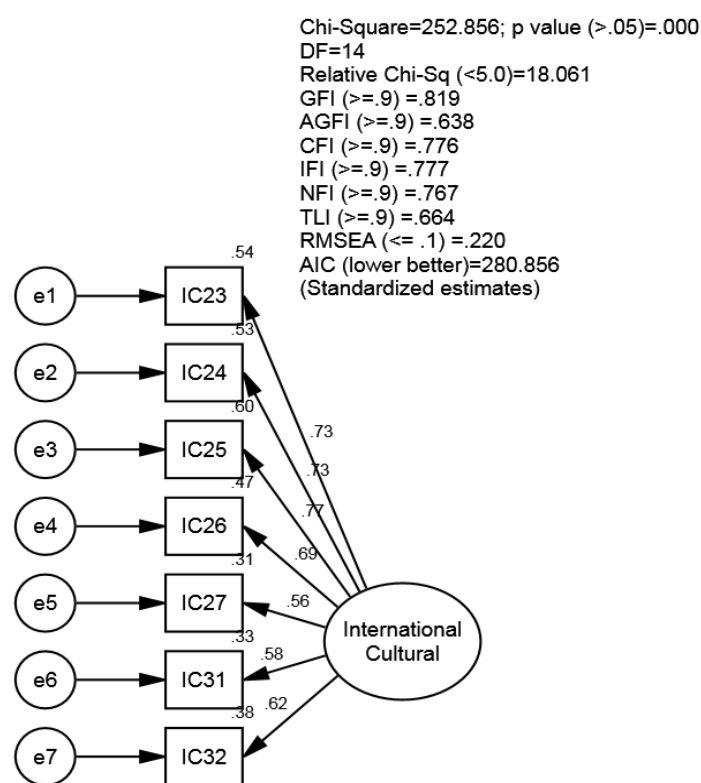 Chi-Square=252.856; p value (>.05)=.000
DF=14
Relative Chi-Sq (<5.0)=18.061
GFI (>=.9) =.819
AGFI (>=.9) =.638
CFI (>=.9) =.776
IFI (>=.9) =.777
NFI (>=.9) =.767
TLI (>=.9) =.664
RMSEA (<= .1) =.220
AIC (lower better)=280.856
(Standardized estimates)
.54
e1 IC23
.53
e2 IC24
.60
.73
e3 IC25
.73
.47
.77
e4 IC26
.69
.31
e5 IC27 .56
.33
International
Cultural
.58
e6 IC31
.38 .62
e7 IC32